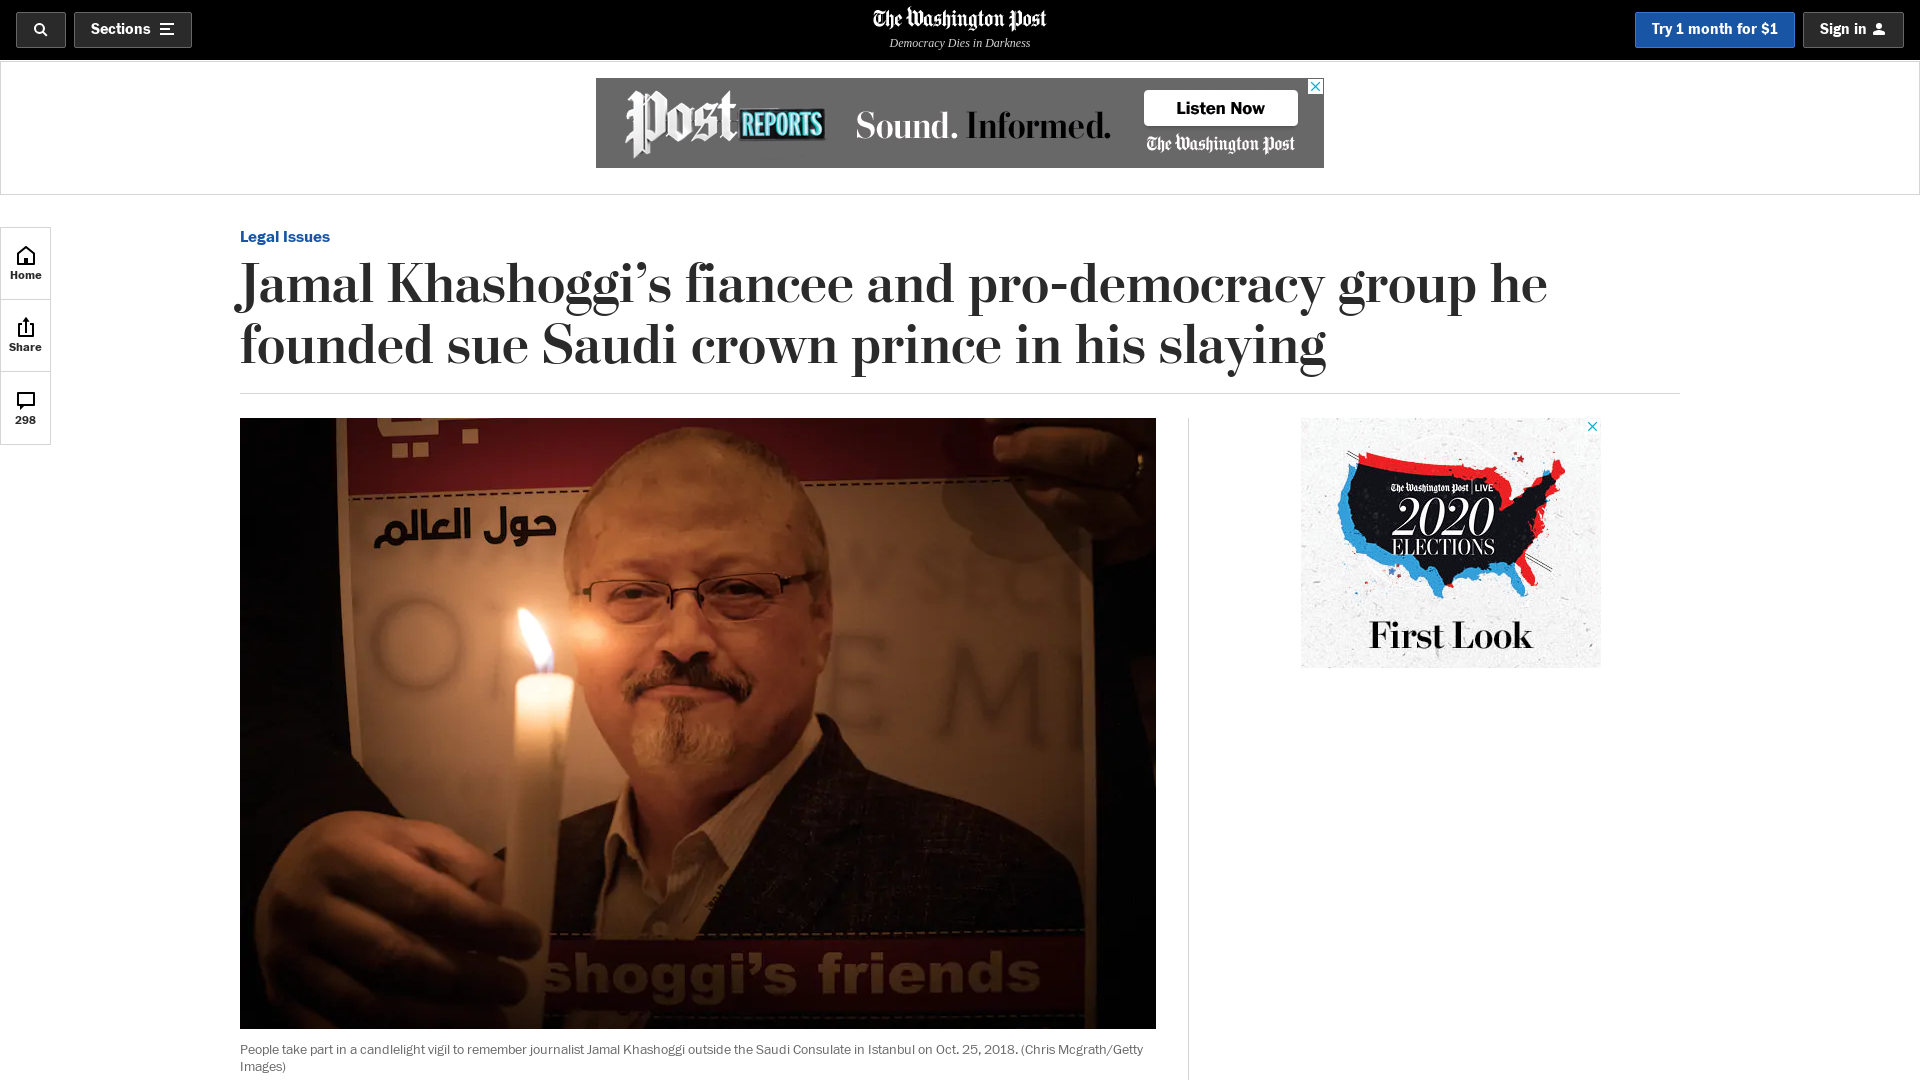 Sections
The Washington Post
Democracy Dies in Darkness
Try 1 month for $1
Sign in
Post REPORTS
Sound. Informed.
Listen Now
The Washington Post
Home
Share
298
Legal Issues
Jamal Khashoggi’s fiancee and pro-democracy group he
founded sue Saudi crown prince in his slaying
حول العالم
shoggi's friends
The Washington Post LIVE
2020
ELECTIONS
First Look
People take part in a candlelight vigil to remember journalist Jamal Khashoggi outside the Saudi Consulate in Istanbul on Oct. 25, 2018. (Chris Mcgrath/Getty
Images)